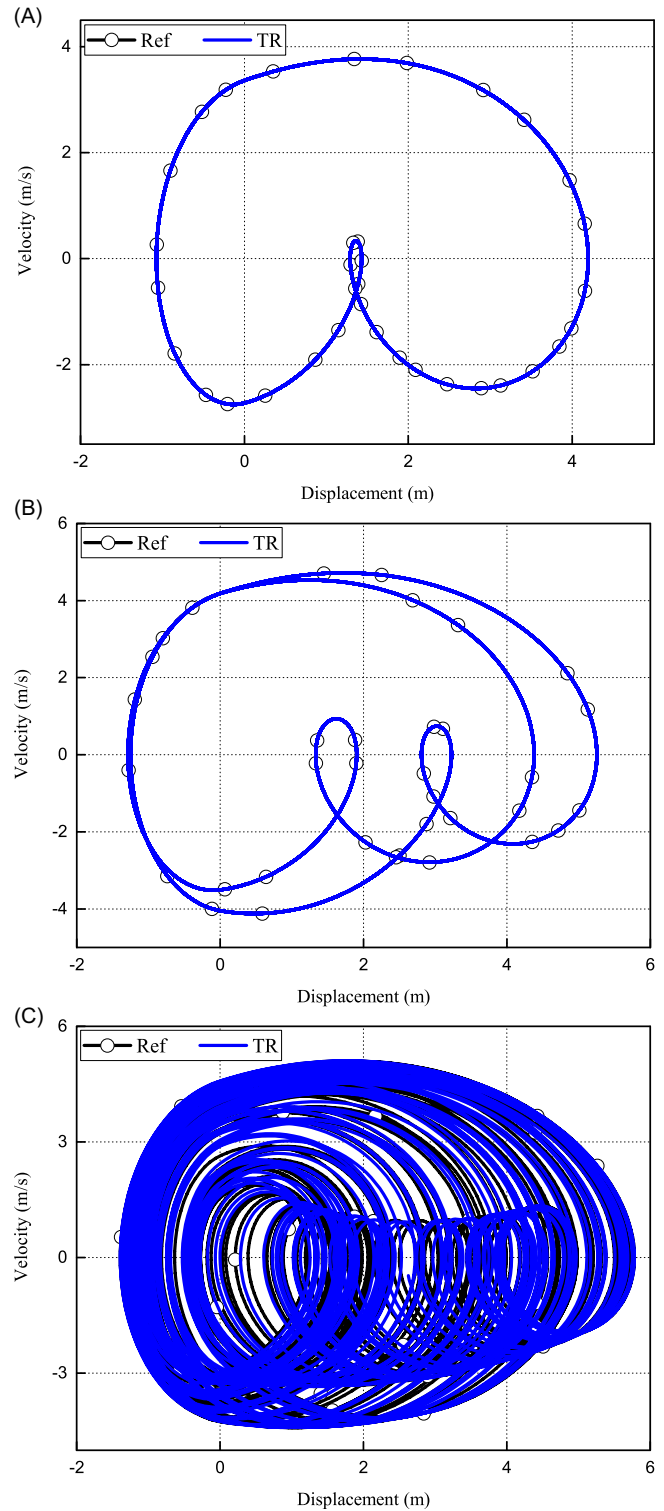 (A)
Ref TR
4
2
0
-2
Velocity (m/s)
-2 0 2 4
Displacement (m)
(B)
Ref TR
6
4
2
0
-2
-4
Velocity (m/s)
-2 0 2 4 6
Displacement (m)
(C)
Ref TR
6
3
0
-3
Velocity (m/s)
-2 0 2 4 6
Displacement (m)